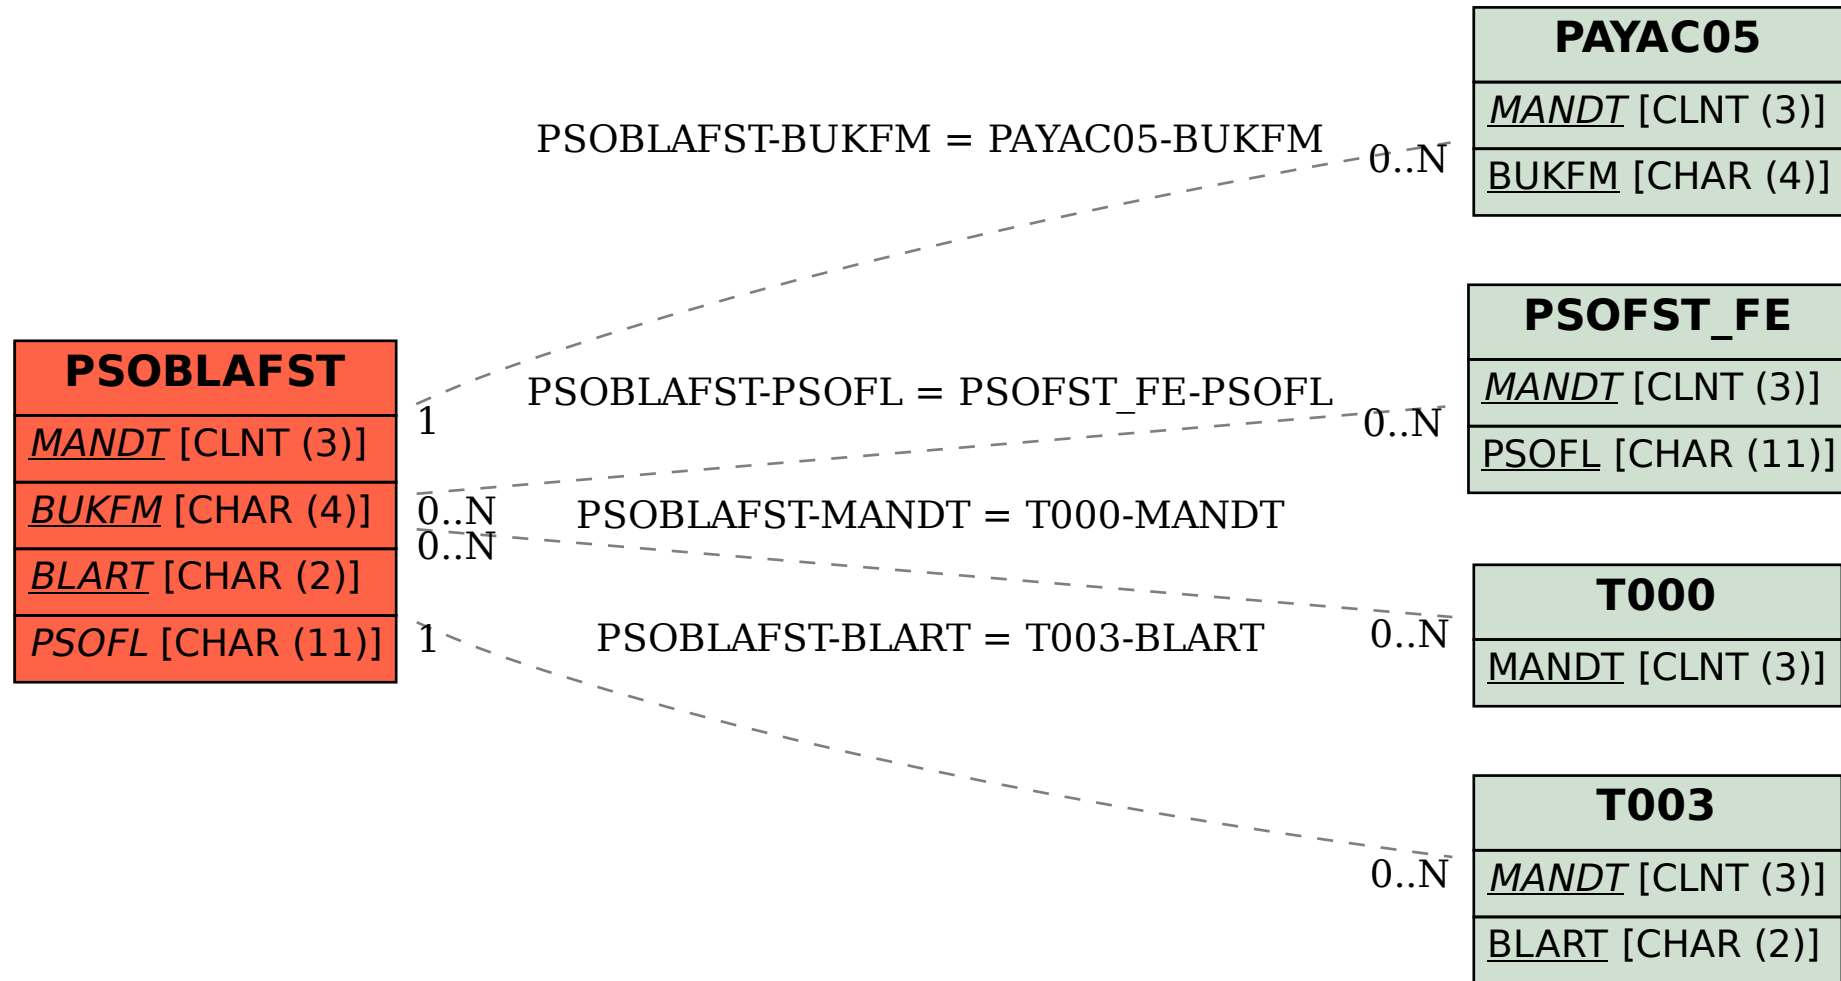 PAYAC05
MANDT [CLNT (3)]
BUKFM [CHAR (4)]
PSOBLAFST-BUKFM = PAYAC05-BUKFM
0..N
PSOFST_FE
MANDT [CLNT (3)]
PSOFL [CHAR (11)]
PSOBLAFST
MANDT [CLNT (3)]
BUKFM [CHAR (4)]
BLART [CHAR (2)]
PSOFL [CHAR (11)]
1
PSOBLAFST-PSOFL = PSOFST_FE-PSOFL
0..N
0..N
PSOBLAFST-MANDT = T000-MANDT
0..N
T000
MANDT [CLNT (3)]
1
PSOBLAFST-BLART = T003-BLART
0..N
T003
MANDT [CLNT (3)]
BLART [CHAR (2)]
0..N